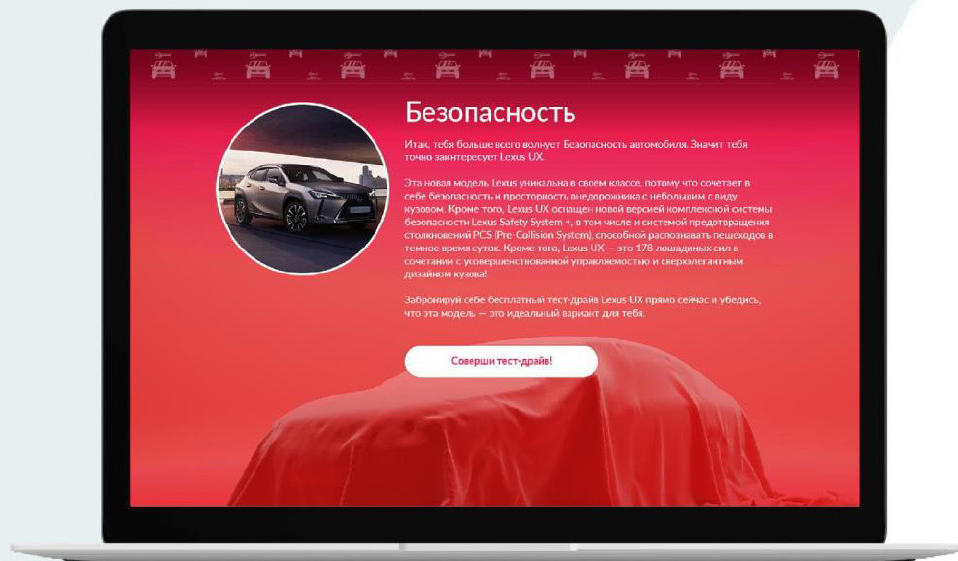 Безопасность
Итак, тебя больше всего волнует Безопасность автомобиля. Значит тебя
точно заинтересует Lexus UX.
Эта новая модель Lexus уникальна в своем классе, потому что сочетает в
себе безопасность и просторность внедорожника с небольшим с виду
кузовом. Кроме того, Lexus UX оснащен новой версией комплексной системы
безопасности Lexus Safety System +, в том числе и системой предотвращения
столкновений PCS (Pre-Collision System), способной распознавать пешеходов в
темное время суток. Кроме того, Lexus UX — это 178 лошадиных сил в
сочетании с усовершенствованной управляемостью и сверхэлегантным
дизайном кузова!
Забронируй себе бесплатный тест-драйв Lexus UX прямо сейчас и убедись,
что эта модель — это идеальный вариант для тебя.
Соверши тест-драйв!